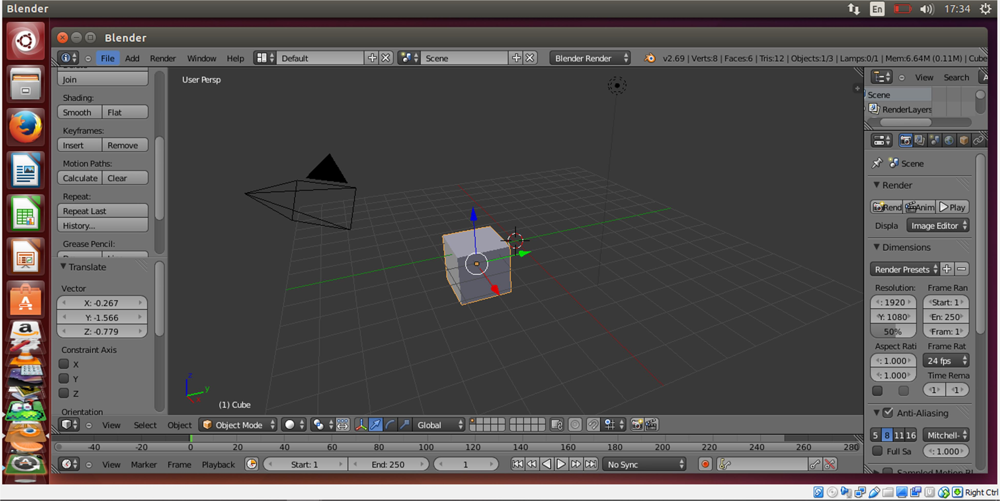 Blender
En
17:34
Blender
File Add Render Window Help Default Scene Blender Render v2.69 | Verts:8 | Faces:6 | Tris:12 | Objects:1/3 | Lamps:0/1 | Mem:6.64M (0.11M) | Cube
Join
Shading:
Smooth Flat
Keyframes:
Insert Remove
Motion Paths:
Calculate Clear
Repeat:
Repeat Last
History...
Grease Pencil:
Translate
Vector
X: -0.267
Y: -1.566
Z: -0.779
Constraint Axis
X
Y
Z
Orientation
User Persp
z
y
x
(1) Cube
View Search
Scene
RenderLayers
Scene
Render
Rend Anim Play
Displa Image Editor
Dimensions
Render Presets
Resolution: Frame Ran
: 1920 Start: 1
Y: 1080 En: 250
50% Fram: 1
Aspect Rati Frame Rat
: 1.000 24 fps
: 1.000 Time Rema
1 1
Anti-Aliasing
5 8 11 16 Mitchell-
Full Sa : 1.000
View Select Object Object Mode Global
-40 -20 0 20 40 60 80 100 120 140 160 180 200 220 240 260 280
View Marker Frame Playback Start: 1 End: 250 1 No Sync
Right Ctrl